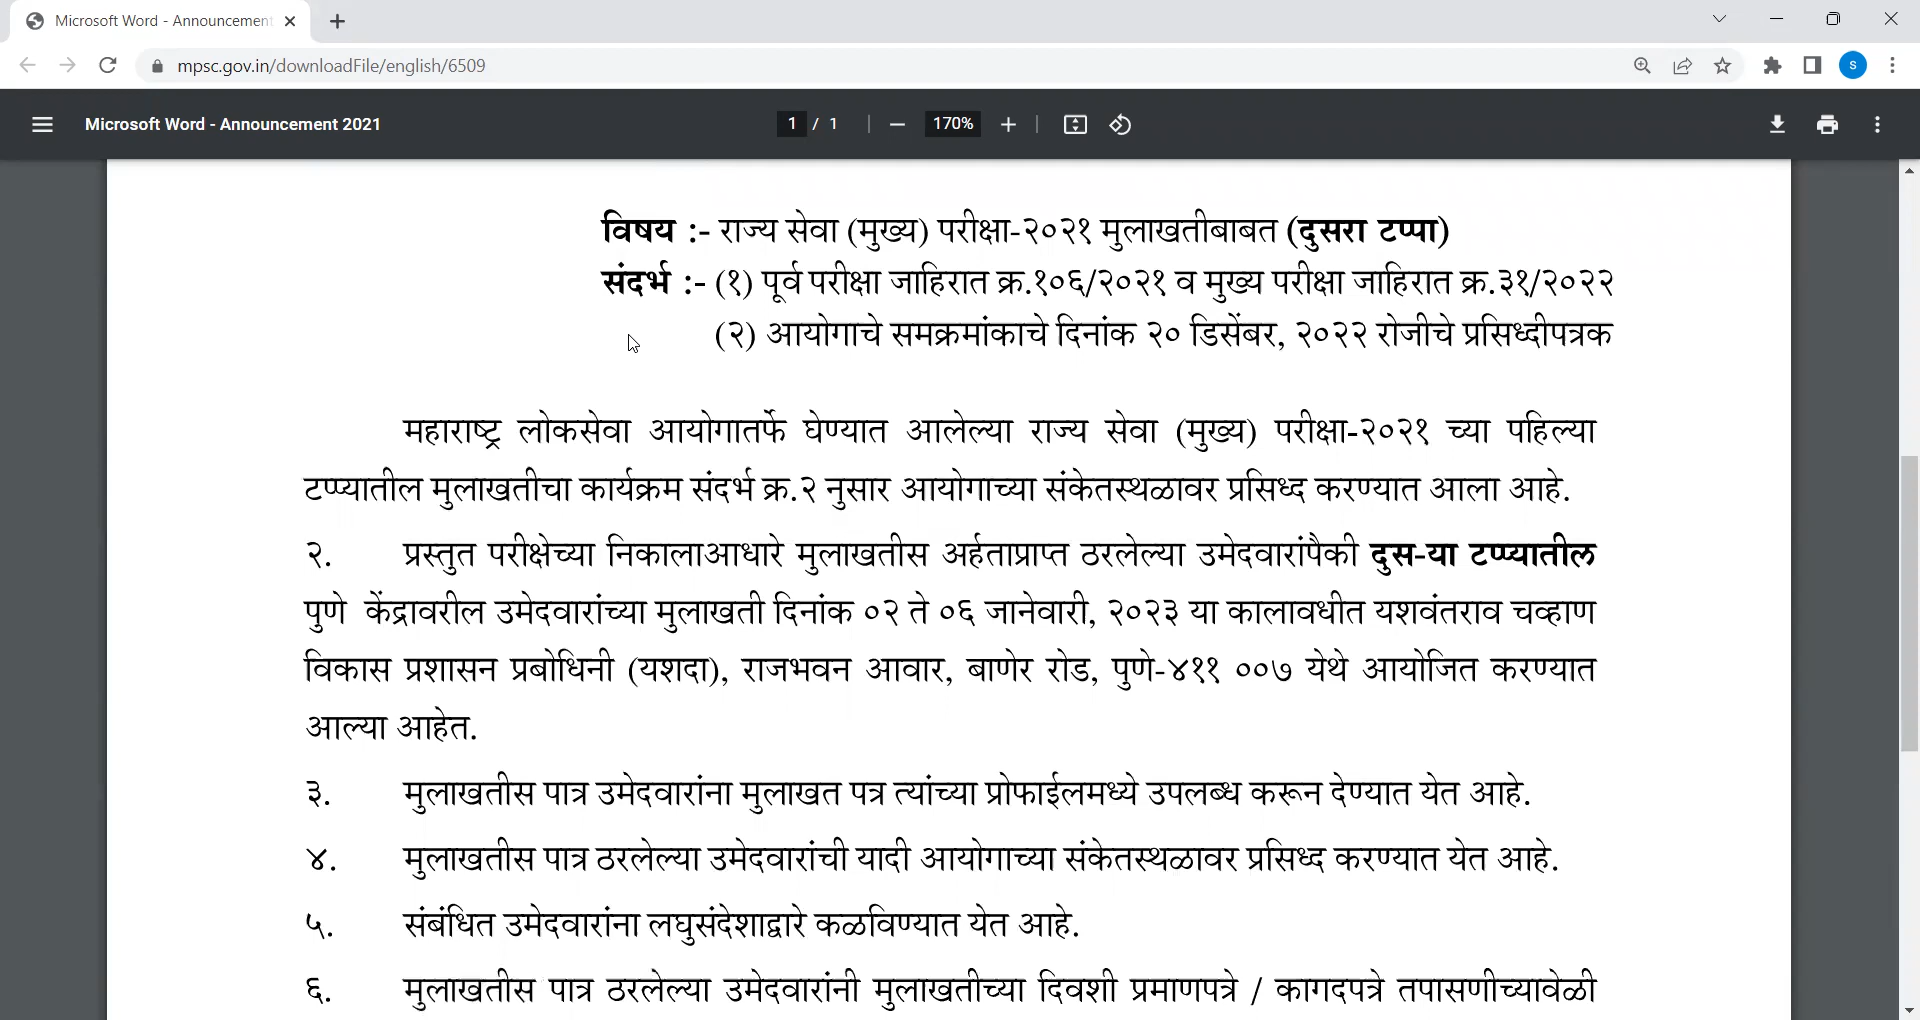 Microsoft Word - Announcement
mpsc.gov.in/downloadFile/english/6509
s
Microsoft Word - Announcement 2021
1 / 1
170%
विषय :- राज्य सेवा (मुख्य) परीक्षा-२०२१ मुलाखतीबाबत (दुसरा टप्पा)
संदर्भ :- (१) पूर्व परीक्षा जाहिरात क्र.१०६/२०२१ व मुख्य परीक्षा जाहिरात क्र.३१/२०२२
(२) आयोगाचे समक्रमांकाचे दिनांक २० डिसेंबर, २०२२ रोजीचे प्रसिध्दीपत्रक
महाराष्ट्र लोकसेवा आयोगातर्फे घेण्यात आलेल्या राज्य सेवा (मुख्य) परीक्षा-२०२१ च्या पहिल्या
टप्प्यातील मुलाखतीचा कार्यक्रम संदर्भ क्र.२ नुसार आयोगाच्या संकेतस्थळावर प्रसिध्द करण्यात आला आहे.
२. प्रस्तुत परीक्षेच्या निकालाआधारे मुलाखतीस अर्हताप्राप्त ठरलेल्या उमेदवारांपैकी दुस-या टप्प्यातील
पुणे केंद्रावरील उमेदवारांच्या मुलाखती दिनांक ०२ ते ०६ जानेवारी, २०२३ या कालावधीत यशवंतराव चव्हाण
विकास प्रशासन प्रबोधिनी (यशदा), राजभवन आवार, बाणेर रोड, पुणे-४११ ००७ येथे आयोजित करण्यात
आल्या आहेत.
३. मुलाखतीस पात्र उमेदवारांना मुलाखत पत्र त्यांच्या प्रोफाईलमध्ये उपलब्ध करून देण्यात येत आहे.
४. मुलाखतीस पात्र ठरलेल्या उमेदवारांची यादी आयोगाच्या संकेतस्थळावर प्रसिध्द करण्यात येत आहे.
५. संबंधित उमेदवारांना लघुसंदेशाद्वारे कळविण्यात येत आहे.
६. मुलाखतीस पात्र ठरलेल्या उमेदवारांनी मुलाखतीच्या दिवशी प्रमाणपत्रे / कागदपत्रे तपासणीच्यावेळी